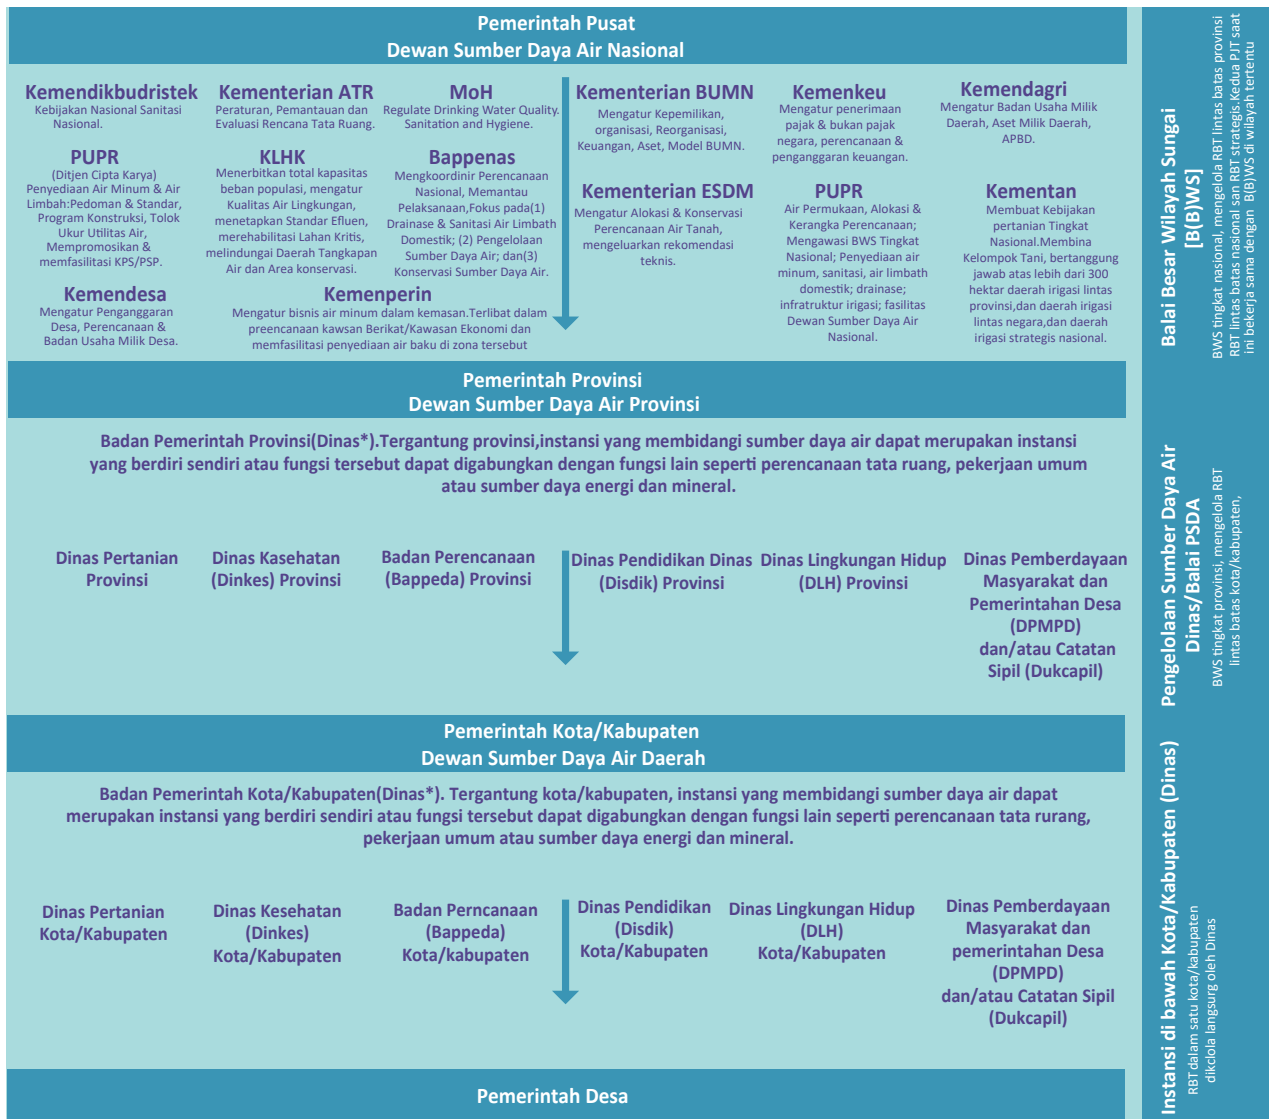 Pemerintah Pusat
Dewan Sumber Daya Air Nasional
Kemendikbudristek
Kebijakan Nasional Sanitasi
Nasional.
Kementerian ATR
Peraturan, Pemantauan dan
Evaluasi Rencana Tata Ruang.
MoH
Regulate Drinking Water Quality.
Sanitation and Hygiene.
Kementerian BUMN
Mengatur Kepemilikan,
organisasi, Reorganisasi,
Keuangan, Aset, Model BUMN.
Kemenkeu
Mengatur penerimaan
pajak & bukan pajak
negara, perencanaan &
penganggaran keuangan.
Kemendagri
Mengatur Badan Usaha Milik
Daerah, Aset Milik Daerah,
APBD.
PUPR
(Ditjen Cipta Karya)
Penyediaan Air Minum & Air
Limbah:Pedoman & Standar,
Program Konstruksi, Tolok
Ukur Utilitas Air,
Mempromosikan &
memfasilitasi KPS/PSP.
KLHK
Menerbitkan total kapasitas
beban populasi, mengatur
Kualitas Air Lingkungan,
menetapkan Standar Efluen,
merehabilitasi Lahan Kritis,
melindungai Daerah Tangkapan
Air dan Area konservasi.
Bappenas
Mengkoordinir Perencanaan
Nasional, Memantau
Pelaksanaan,Fokus pada(1)
Drainase & Sanitasi Air Limbath
Domestik; (2) Pengelolaan
Sumber Daya Air; dan(3)
Konservasi Sumber Daya Air.
Kementerian ESDM
Mengatur Alokasi & Konservasi
Perencanaan Air Tanah,
mengeluarkan rekomendasi
teknis.
PUPR
Air Permukaan, Alokasi &
Kerangka Perencanaan;
Mengawasi BWS Tingkat
Nasional; Penyediaan air
minum, sanitasi, air limbath
domestik; drainase;
infratruktur irigasi; fasilitas
Dewan Sumber Daya Air
Nasional.
Kementan
Membuat Kebijakan
pertanian Tingkat
Nasional.Membina
Kelompok Tani, bertanggung
jawab atas lebih dari 300
hektar daerah irigasi lintas
provinsi,dan daerah irigasi
lintas negara,dan daerah
irigasi strategis nasional.
Kemendesa
Mengatur Penganggaran
Desa, Perencanaan &
Badan Usaha Milik Desa.
Kemenperin
Mengatur bisnis air minum dalam kemasan.Terlibat dalam
preencanaan kawsan Berikat/Kawasan Ekonomi dan
memfasilitasi penyediaan air baku di zona tersebut
Pemerintah Provinsi
Dewan Sumber Daya Air Provinsi
Badan Pemerintah Provinsi(Dinas*).Tergantung provinsi,instansi yang membidangi sumber daya air dapat merupakan instansi
yang berdiri sendiri atau fungsi tersebut dapat digabungkan dengan fungsi lain seperti perencanaan tata ruang, pekerjaan umum
atau sumber daya energi dan mineral.
Dinas Pertanian
Provinsi
Dinas Kasehatan
(Dinkes) Provinsi
Badan Perencanaan
(Bappeda) Provinsi
Dinas Pendidikan Dinas
(Disdik) Provinsi
Dinas Lingkungan Hidup
(DLH) Provinsi
Dinas Pemberdayaan
Masyarakat dan
Pemerintahan Desa
(DPMPD)
dan/atau Catatan
Sipil (Dukcapil)
Pemerintah Kota/Kabupaten
Dewan Sumber Daya Air Daerah
Badan Pemerintah Kota/Kabupaten(Dinas*). Tergantung kota/kabupaten, instansi yang membidangi sumber daya air dapat
merupakan instansi yang berdiri sendiri atau fungsi tersebut dapat digabungkan dengan fungsi lain seperti perencanaan tata rurang,
pekerjaan umum atau sumber daya energi dan mineral.
Dinas Pertanian
Kota/Kabupaten
Dinas Kesehatan
(Dinkes)
Kota/Kabupaten
Badan Perncanaan
(Bappeda)
Kota/kabupaten
Dinas Pendidikan
(Disdik)
Kota/Kabupaten
Dinas Lingkungan Hidup
(DLH)
Kota/Kabupaten
Dinas Pemberdayaan
Masyarakat dan
pemerintahan Desa
(DPMPD)
dan/atau Catatan Sipil
(Dukcapil)
Pemerintah Desa
Balai Besar Wilayah Sungai
[B(B)WS]
BWS tingkat nasional, mengelola RBT lintas batas provinsi
RBT lintas batas nasional san RBT strategis.Kedua PJT saat
ini bekerja sama dengan B(B)WS di wilayah tertentu
Pengelolaan Sumber Daya Air
Dinas/Balai PSDA
BWS tingkat provinsi, mengelola RBT
lintas batas kota/kabupaten,
Instansi di bawah Kota/Kabupaten (Dinas)
RBT dalam satu kota/kabupaten
dikclola langsurg oleh Dinas